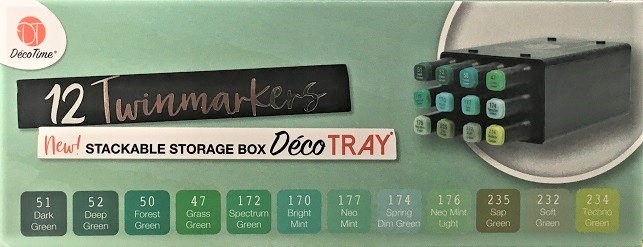 DT
DécoTime®
12 Twinmarkers
New! STACKABLE STORAGE BOX DécoTRAY®
51 Dark Green
52 Deep Green
50 Forest Green
47 Grass Green
172 Spectrum Green
170 Bright Mint
177 Neo Mint
174 Spring Dim Green
176 Neo Mint Light
235 Sap Green
232 Soft Green
234 Techno Green